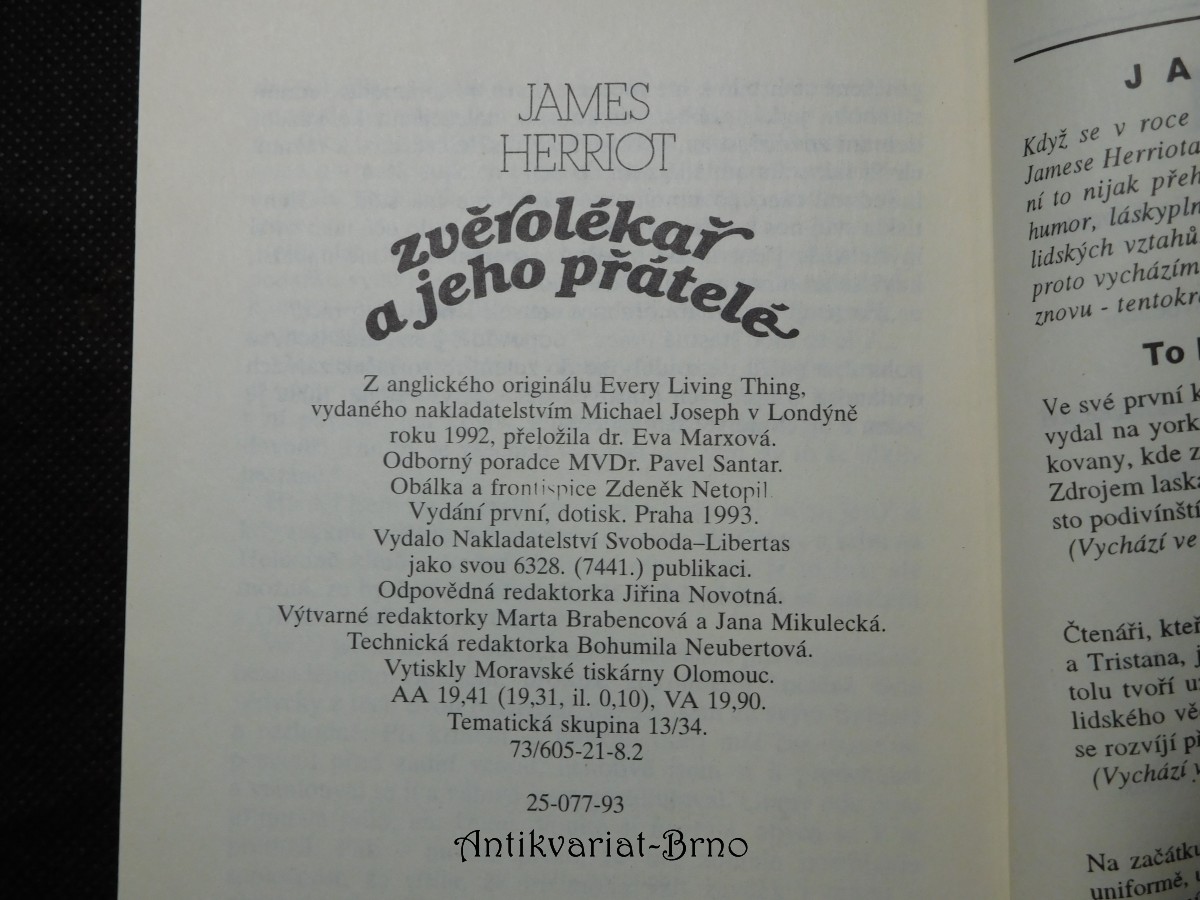 JAMES
HERRIOT
zvěrolékař
a jeho přátelé
Z anglického originálu Every Living Thing,
vydaného nakladatelstvím Michael Joseph v Londýně
roku 1992, přeložila dr. Eva Marxová.
Odborný poradce MVDr. Pavel Santar.
Obálka a frontispice Zdeněk Netopil.
Vydání první, dotisk. Praha 1993.
Vydalo Nakladatelství Svoboda–Libertas
jako svou 6328. (7441.) publikaci.
Odpovědná redaktorka Jiřina Novotná.
Výtvarné redaktorky Marta Brabencová a Jana Mikulecká.
Technická redaktorka Bohumila Neubertová.
Vytiskly Moravské tiskárny Olomouc.
AA 19,41 (19,31, il. 0,10), VA 19,90.
Tematická skupina 13/34.
73/605-21-8.2
25-077-93
Antikvariat-Brno
J A
Když se v roce
Jamese Herriota
ní to nijak přeh
humor, láskypln
lidských vztahů
proto vycházím
znovu - tentokr
To
Ve své první k
vydal na york
kovany, kde z
Zdrojem laska
sto podivínští
(Vychází ve
Čtenáři, kteř
a Tristana, j
tolu tvoří u
lidského vě
se rozvíjí p
(Vychází v
Na začátku
uniformě, u